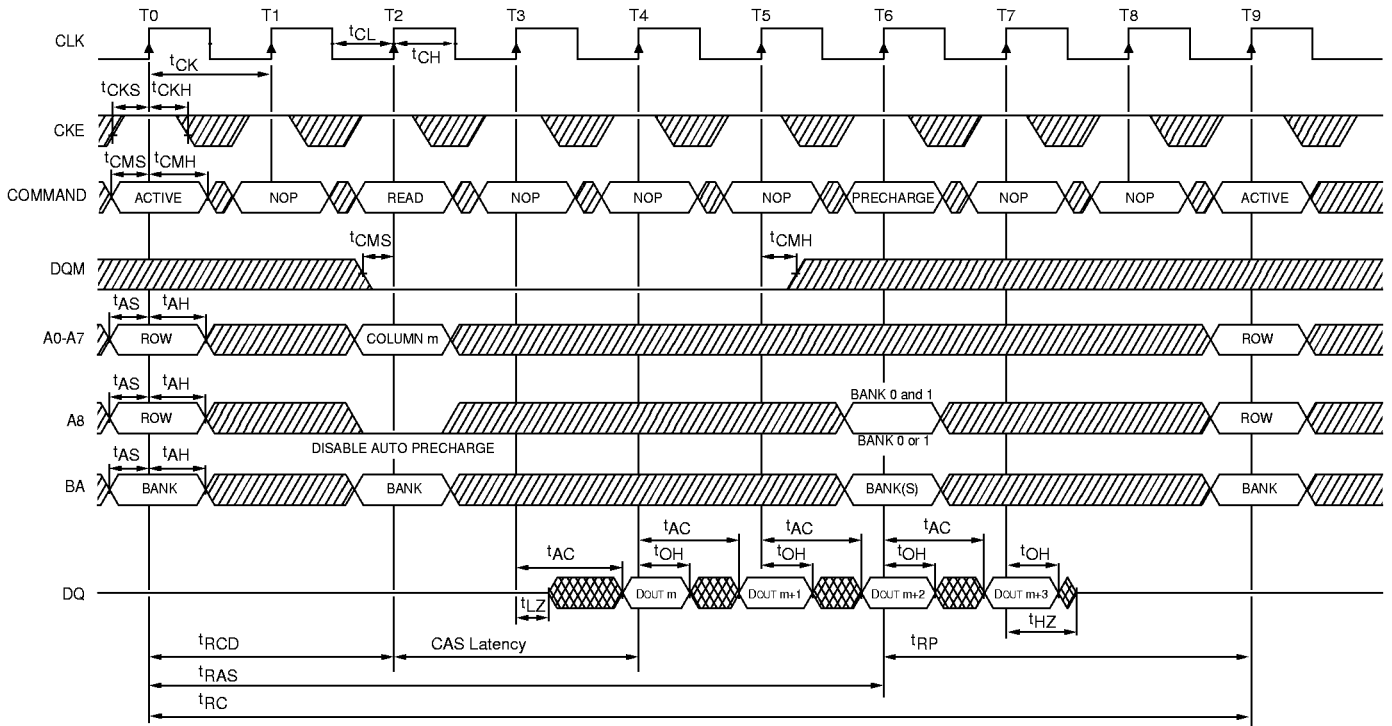 T0 T1 T2 T3 T4 T5 T6 T7 T8 T9
CLK
tCL
tCH
tCK
tCKS tCKH
CKE
tCMS tCMH
COMMAND ACTIVE NOP READ NOP NOP NOP PRECHARGE NOP NOP ACTIVE
tCMS tCMH
DQM
tAS tAH
A0-A7 ROW COLUMN m ROW
tAS tAH
BANK 0 and 1
A8 ROW ROW
DISABLE AUTO PRECHARGE BANK 0 or 1
tAS tAH
BA BANK BANK BANK(S) BANK
tAC tAC tAC tAC
tOH tOH tOH tOH
DQ DOUT m DOUT m+1 DOUT m+2 DOUT m+3
tLZ tHZ
tRCD CAS Latency tRP
tRAS
tRC